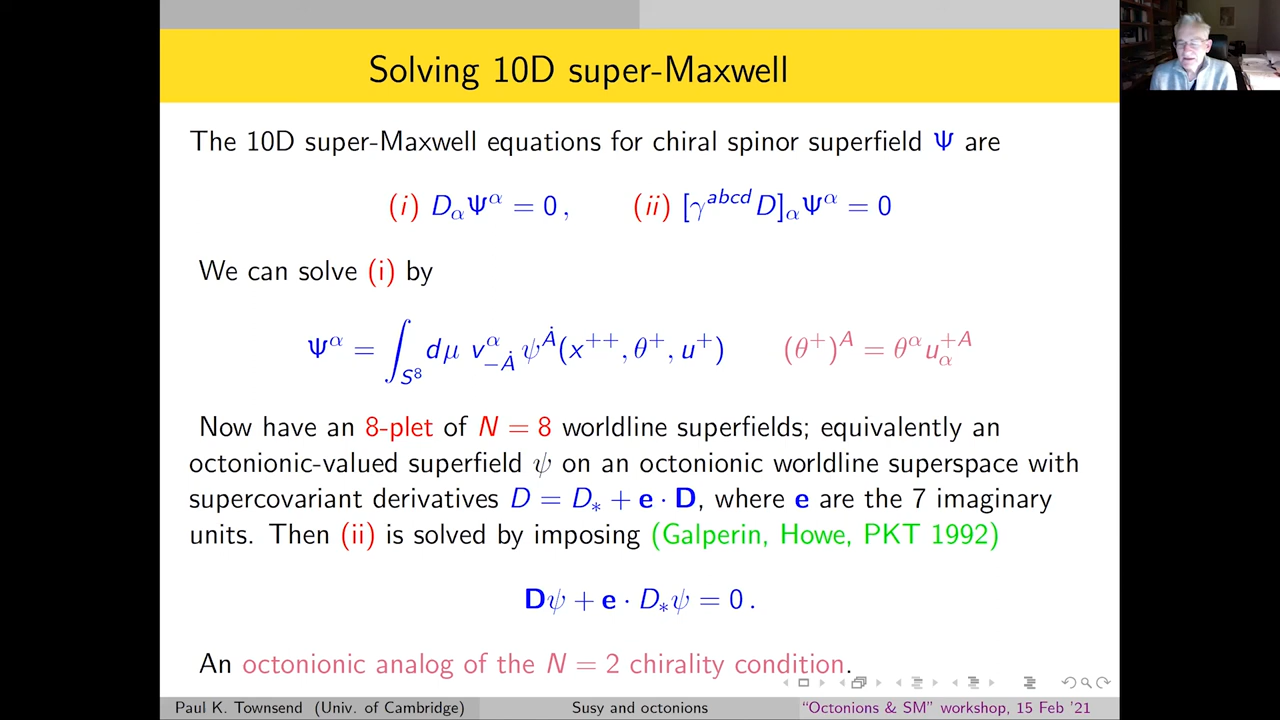 Solving 10D super-Maxwell
The 10D super-Maxwell equations for chiral spinor superfield Ψ are
(i) D_α Ψ^α = 0 , (ii) [γ^{abcd} D]_α Ψ^α = 0
We can solve (i) by
Ψ^α = ∫_{S^8} dμ v^α_{−Ȧ} ψ^{Ȧ}(x^{++}, θ^+, u^+) (θ^+)^A = θ^α u_α^{+A}
Now have an 8-plet of N = 8 worldline superfields; equivalently an
octonionic-valued superfield ψ on an octonionic worldline superspace with
supercovariant derivatives D = D_* + e · D, where e are the 7 imaginary
units. Then (ii) is solved by imposing (Galperin, Howe, PKT 1992)
Dψ + e · D_*ψ = 0 .
An octonionic analog of the N = 2 chirality condition.
Paul K. Townsend (Univ. of Cambridge) Susy and octonions "Octonions & SM" workshop, 15 Feb '21